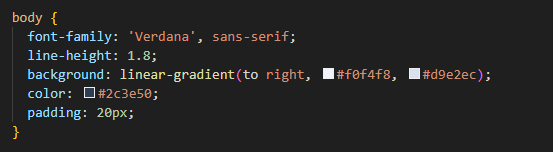 body {
  font-family: 'Verdana', sans-serif;
  line-height: 1.8;
  background: linear-gradient(to right, #f0f4f8, #d9e2ec);
  color: #2c3e50;
  padding: 20px;
}